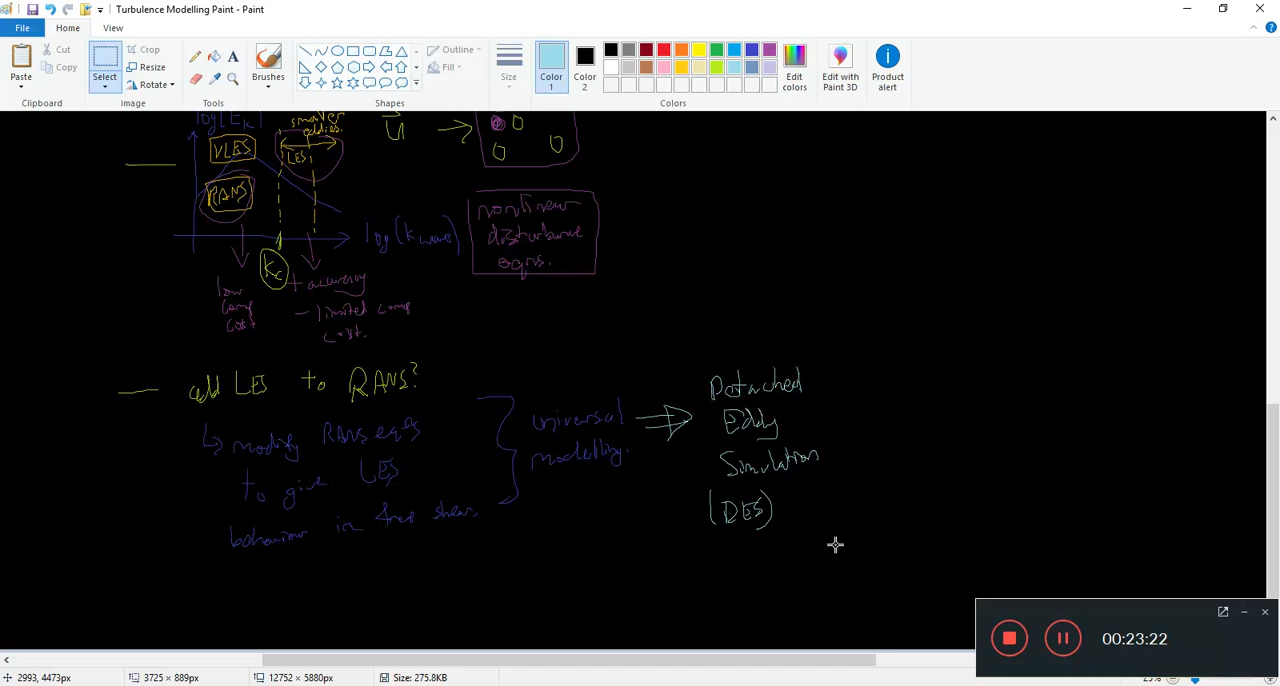 Turbulence Modelling Paint - Paint
File
Home
View
Paste
Cut
Copy
Clipboard
Select
Crop
Resize
Rotate
Image
Tools
Brushes
Shapes
Outline
Fill
Size
Color 1
Color 2
Edit colors
Colors
Edit with Paint 3D
Product alert
log(Ek)
smaller
eddies.
VLES
LES
RANS
U
log(kwave)
Kc
low
comp
cost
+ accuracy
- limited comp
cost.
nonlinear
disturbance
eqns.
add LES to RANS?
modify RANS eqns
to give LES
behaviour in free shear.
universal
modelling.
Detached
Eddy
Simulation
(DES)
00:23:22
2993, 4473px
3725 × 889px
12752 × 5880px
Size: 275.8KB
25%